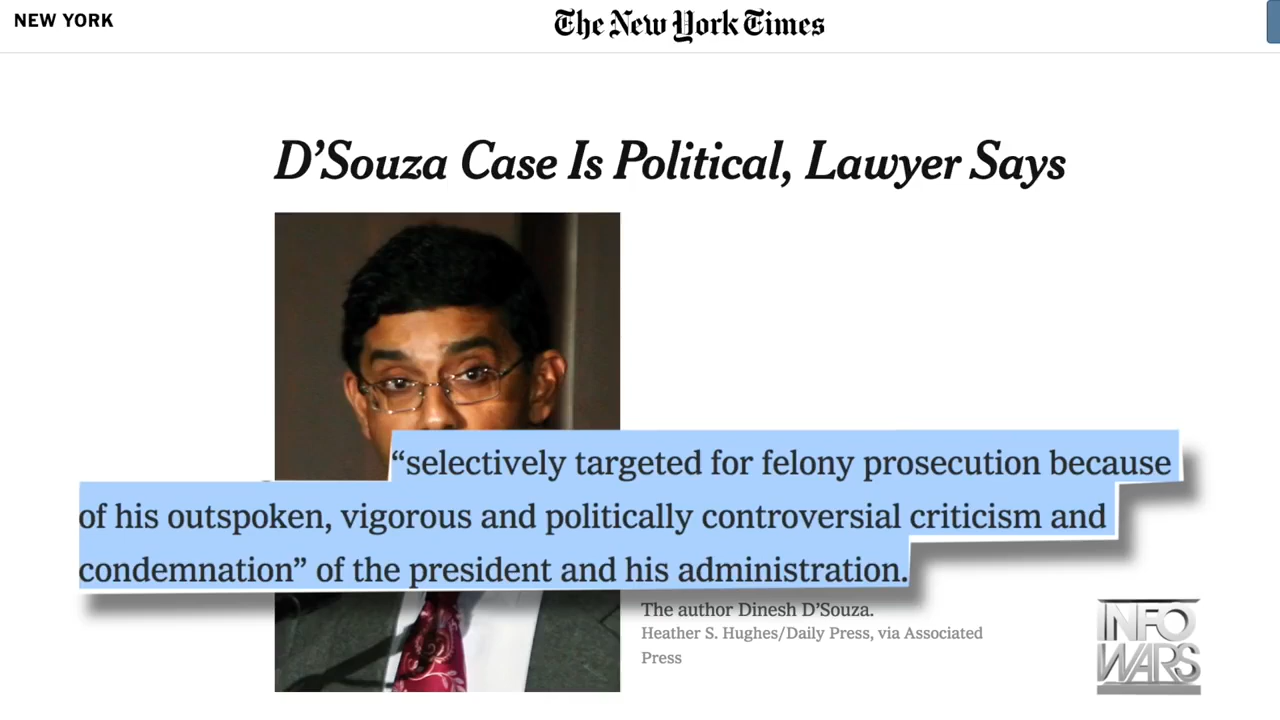 NEW YORK
The New York Times
D’Souza Case Is Political, Lawyer Says
“selectively targeted for felony prosecution because
of his outspoken, vigorous and politically controversial criticism and
condemnation” of the president and his administration.
The author Dinesh D’Souza.
Heather S. Hughes/Daily Press, via Associated
Press
INFO
WARS